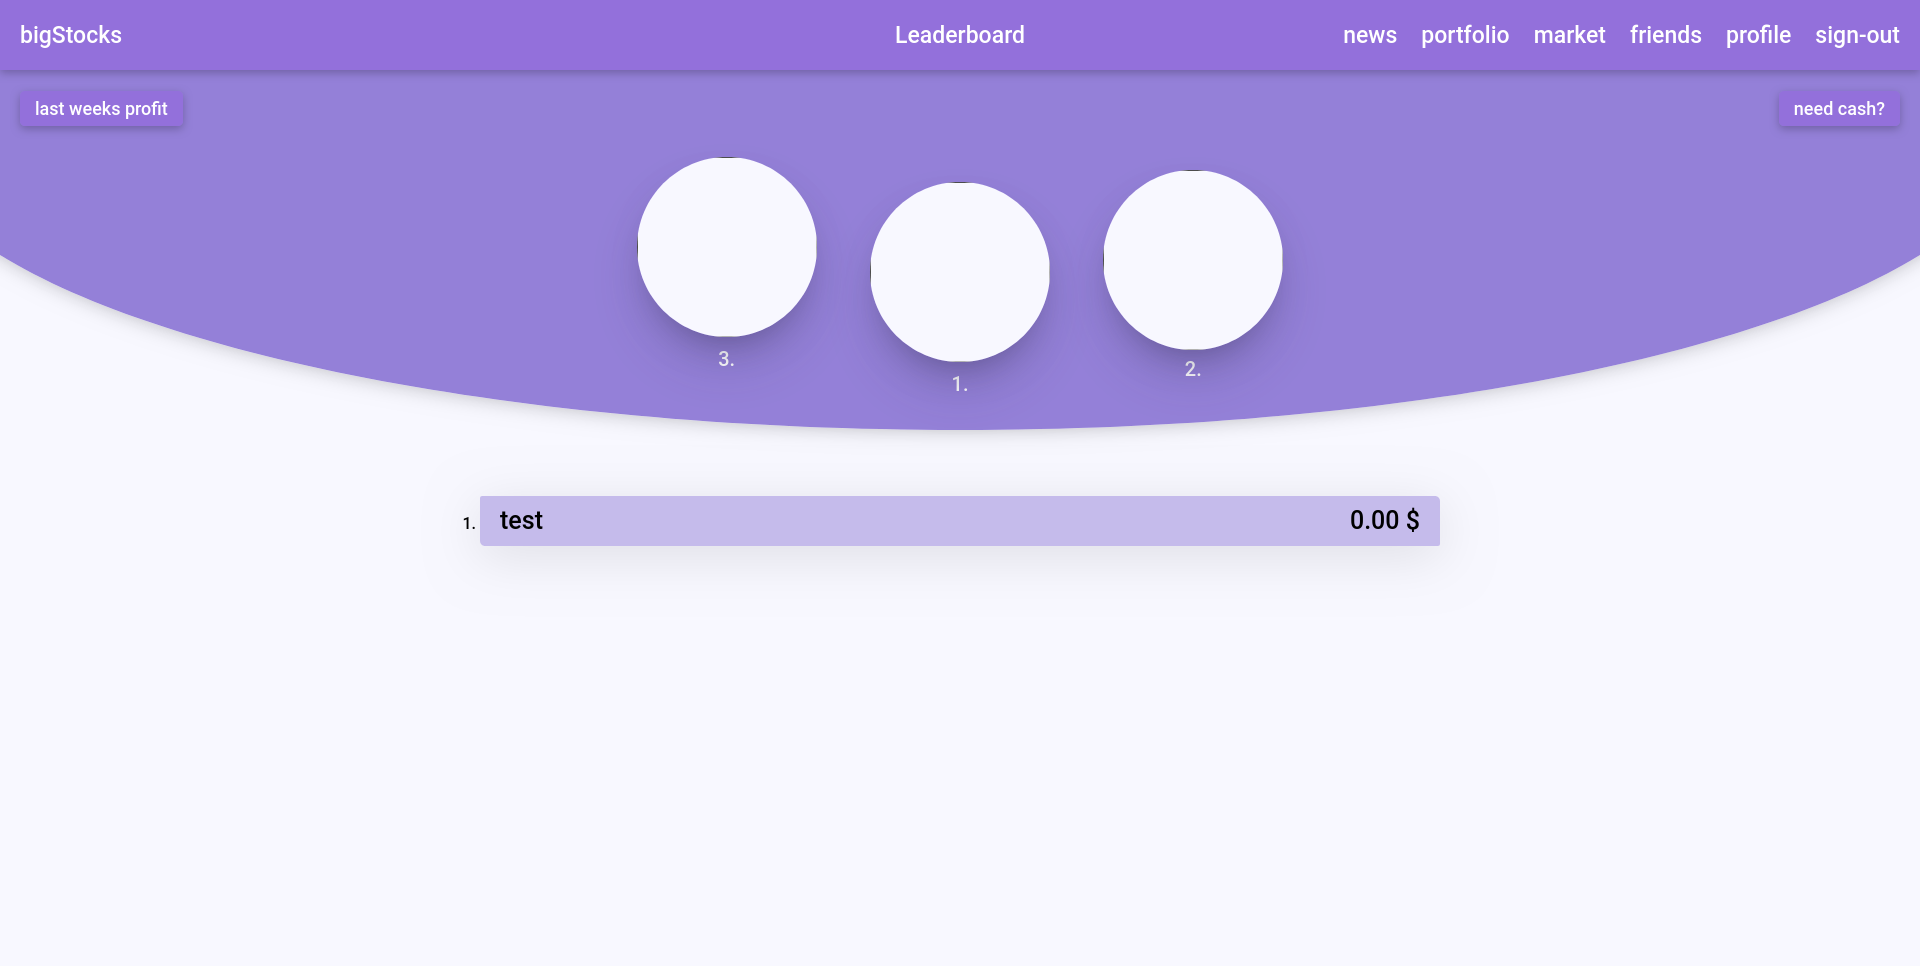 bigStocks Leaderboard news portfolio market friends profile sign-out
last weeks profit need cash?
3. 1. 2.
1. test 0.00 $